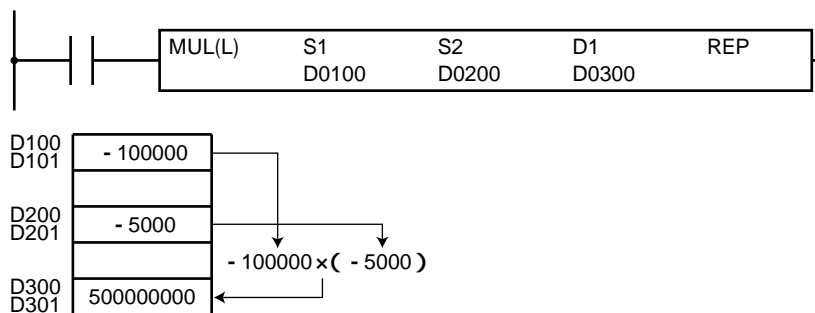 MUL(L) S1 S2 D1 REP
D0100 D0200 D0300
D100
D101
- 100000
D200
D201
- 5000
- 100000×( - 5000 )
D300
D301
500000000